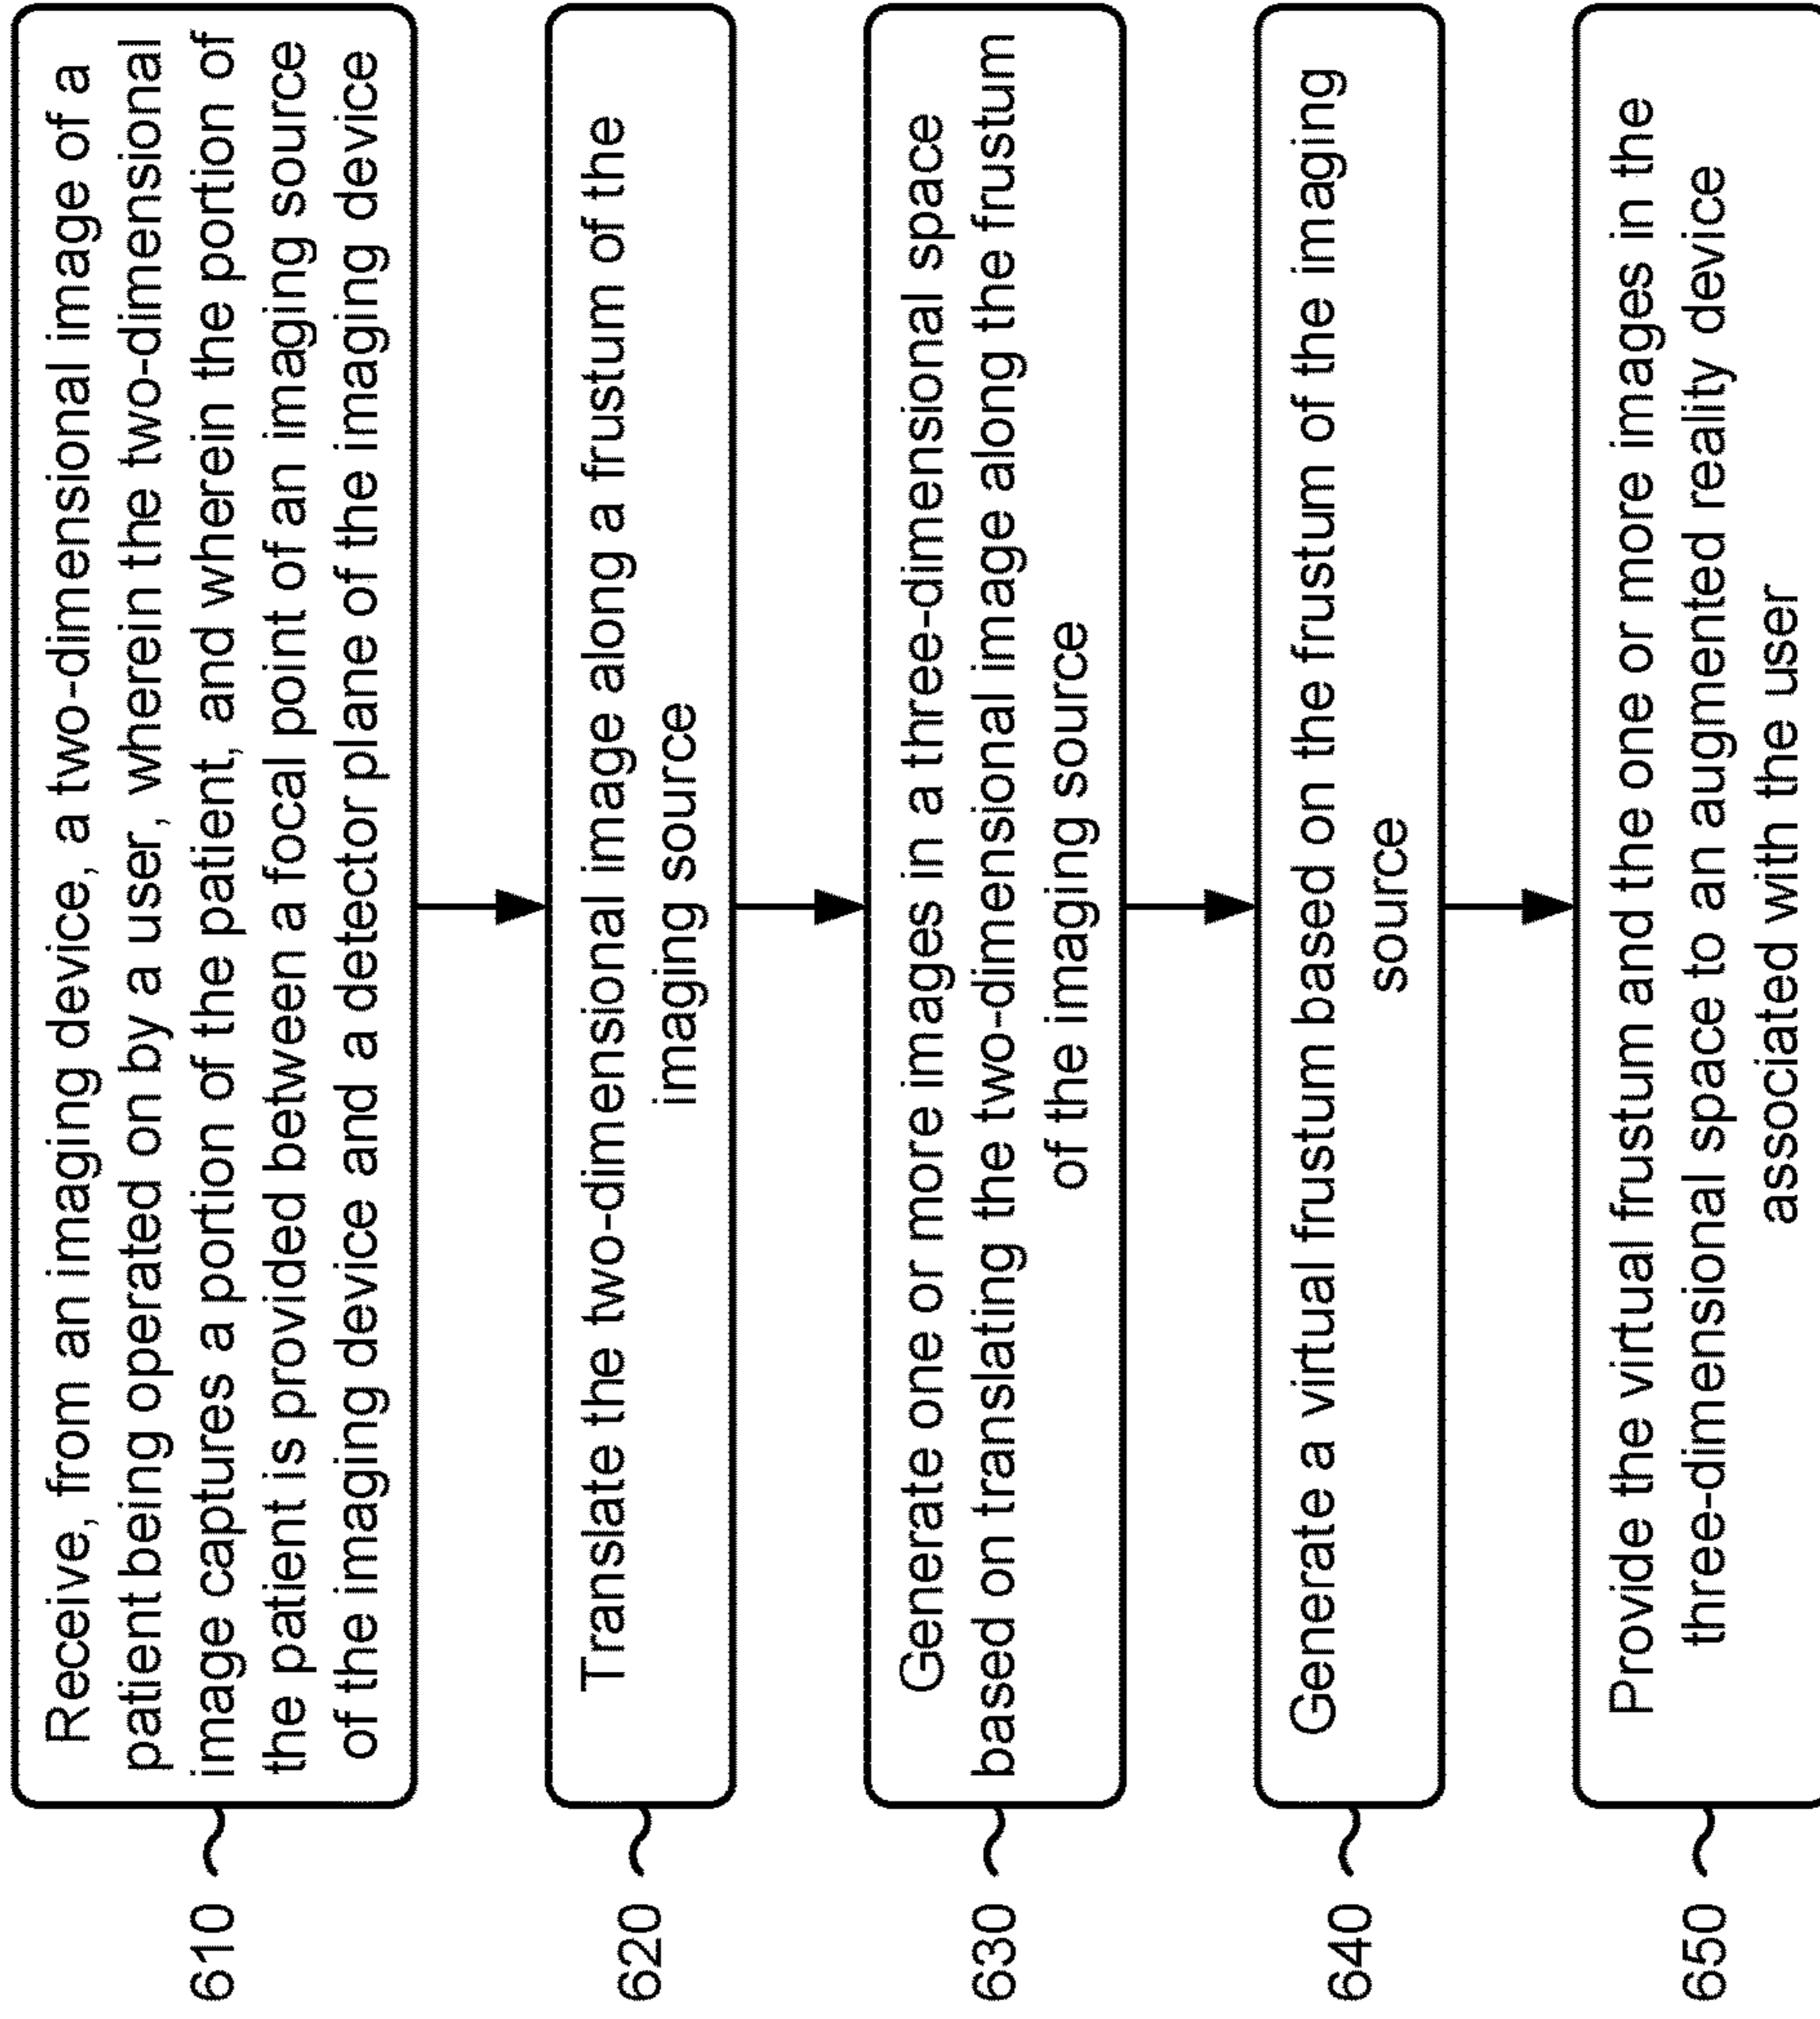 610
Receive, from an imaging device, a two-dimensional image of a
patient being operated on by a user, wherein the two-dimensional
image captures a portion of the patient, and wherein the portion of
the patient is provided between a focal point of an imaging source
of the imaging device and a detector plane of the imaging device
620
Translate the two-dimensional image along a frustum of the
imaging source
630
Generate one or more images in a three-dimensional space
based on translating the two-dimensional image along the frustum
of the imaging source
640
Generate a virtual frustum based on the frustum of the imaging
source
650
Provide the virtual frustum and the one or more images in the
three-dimensional space to an augmented reality device
associated with the user